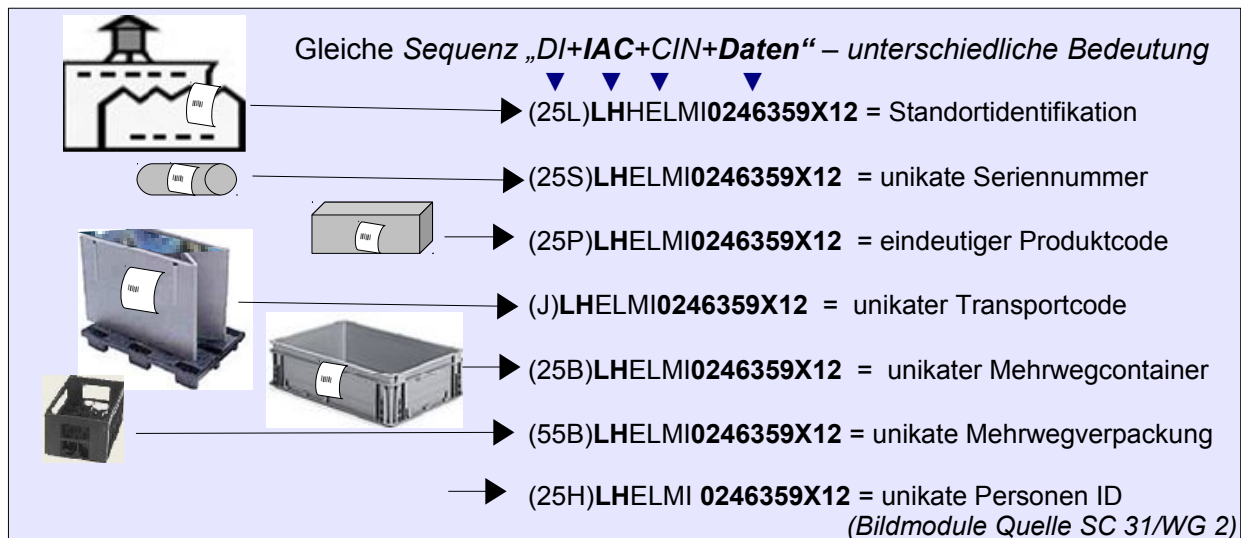 Gleiche Sequenz „DI+IAC+CIN+Daten“ – unterschiedliche Bedeutung
(25L)LHHELMI0246359X12 = Standortidentifikation
(25S)LHELMI0246359X12 = unikate Seriennummer
(25P)LHELMI0246359X12 = eindeutiger Produktcode
(J)LHELMI0246359X12 = unikater Transportcode
(25B)LHELMI0246359X12 = unikater Mehrwegcontainer
(55B)LHELMI0246359X12 = unikate Mehrwegverpackung
(25H)LHELMI 0246359X12 = unikate Personen ID
(Bildmodule Quelle SC 31/WG 2)